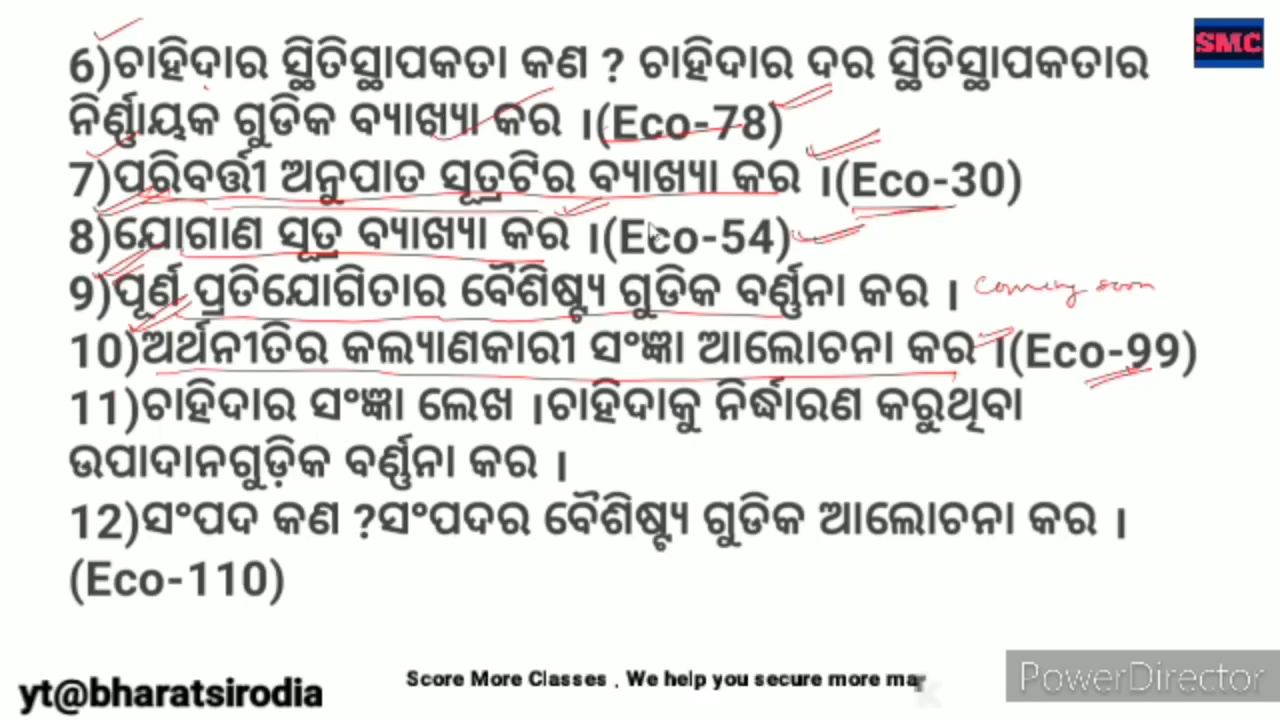 SMC
6)ଚାହିଦାର ସ୍ଥିତିସ୍ଥାପକତା କଣ ? ଚାହିଦାର ଦର ସ୍ଥିତିସ୍ଥାପକତାର
ନିର୍ଣ୍ଣାୟକ ଗୁଡିକ ବ୍ୟାଖ୍ୟା କର ।(Eco-78)
7)ପରିବର୍ତ୍ତୀ ଅନୁପାତ ସୂତ୍ରଟିର ବ୍ୟାଖ୍ୟା କର ।(Eco-30)
8)ଯୋଗାଣ ସୂତ୍ର ବ୍ୟାଖ୍ୟା କର ।(Eco-54)
9)ପୂର୍ଣ ପ୍ରତିଯୋଗିତାର ବୈଶିଷ୍ଟ୍ୟ ଗୁଡିକ ବର୍ଣ୍ଣନା କର । Coming soon
10)ଅର୍ଥନୀତିର କଲ୍ୟାଣକାରୀ ସଂଜ୍ଞା ଆଲୋଚନା କର ।(Eco-99)
11)ଚାହିଦାର ସଂଜ୍ଞା ଲେଖ ।ଚାହିଦାକୁ ନିର୍ଦ୍ଧାରଣ କରୁଥିବା
ଉପାଦାନଗୁଡ଼ିକ ବର୍ଣ୍ଣନା କର ।
12)ସଂପଦ କଣ ?ସଂପଦର ବୈଶିଷ୍ଟ୍ୟ ଗୁଡିକ ଆଲୋଚନା କର ।
(Eco-110)
yt@bharatsirodia
Score More Classes , We help you secure more mar
PowerDirector